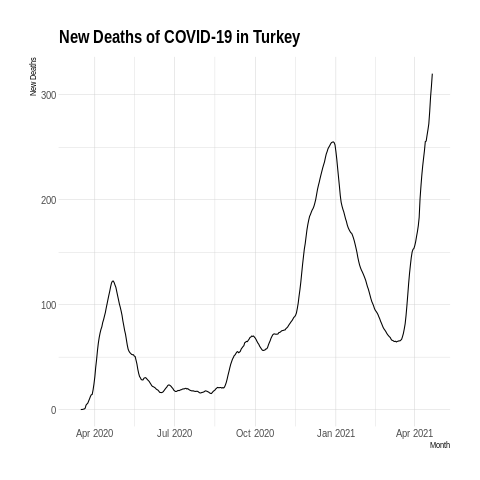 New Deaths of COVID-19 in Turkey
New Deaths
300
200
100
0
Apr 2020 Jul 2020 Oct 2020 Jan 2021 Apr 2021
Month